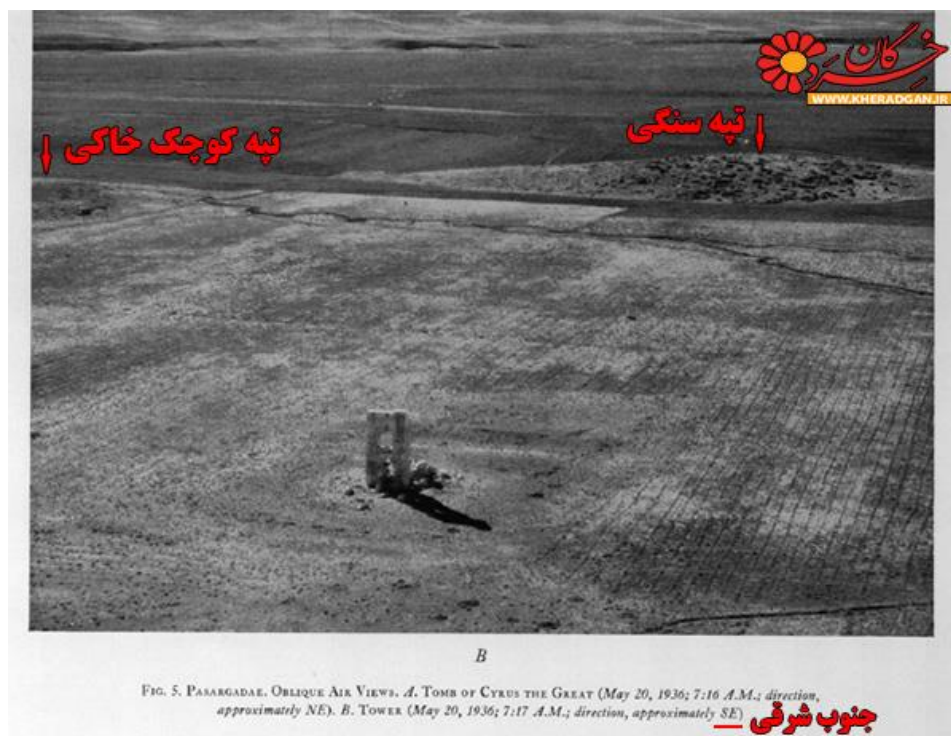 خردگان
WWW.KHERADGAN.IR
تپه سنگی
تپه کوچک خاکی
B
FIG. 5. PASARGADAE. OBLIQUE AIR VIEWS. A. TOMB OF CYRUS THE GREAT (May 20, 1936; 7:16 A.M.; direction,
approximately NE). B. TOWER (May 20, 1936; 7:17 A.M.; direction, approximately SE)
جنوب شرقی